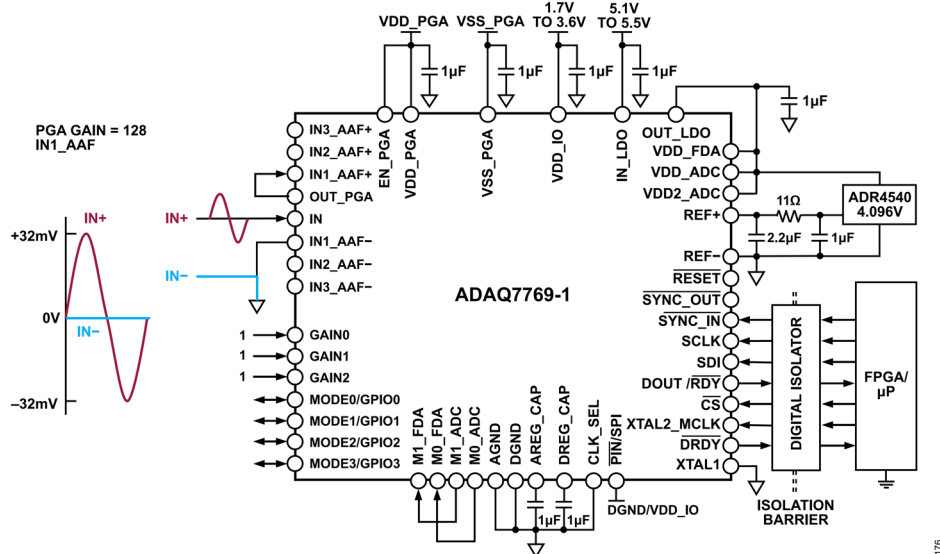 VDD_PGA
VSS_PGA
1.7V
TO 3.6V
5.1V
TO 5.5V
1µF
1µF
1µF
1µF
1µF
PGA GAIN = 128
IN1_AAF
IN+
+32mV
0V
IN−
−32mV
IN+
IN−
IN3_AAF+
IN2_AAF+
IN1_AAF+
OUT_PGA
IN
IN1_AAF−
IN2_AAF−
IN3_AAF−
1 GAIN0
1 GAIN1
1 GAIN2
MODE0/GPIO0
MODE1/GPIO1
MODE2/GPIO2
MODE3/GPIO3
EN_PGA
VDD_PGA
VSS_PGA
VDD_IO
IN_LDO
OUT_LDO
VDD_FDA
VDD_ADC
VDD2_ADC
REF+
REF−
RESET
SYNC_OUT
SYNC_IN
SCLK
SDI
DOUT /RDY
CS
XTAL2_MCLK
DRDY
XTAL1
ADAQ7769-1
11Ω
2.2µF
1µF
ADR4540
4.096V
DIGITAL ISOLATOR
FPGA/
µP
ISOLATION
BARRIER
M1_FDA
M0_FDA
M1_ADC
M0_ADC
AGND
DGND
AREG_CAP
DREG_CAP
CLK_SEL
PIN/SPI
1µF
1µF
DGND/VDD_IO
176